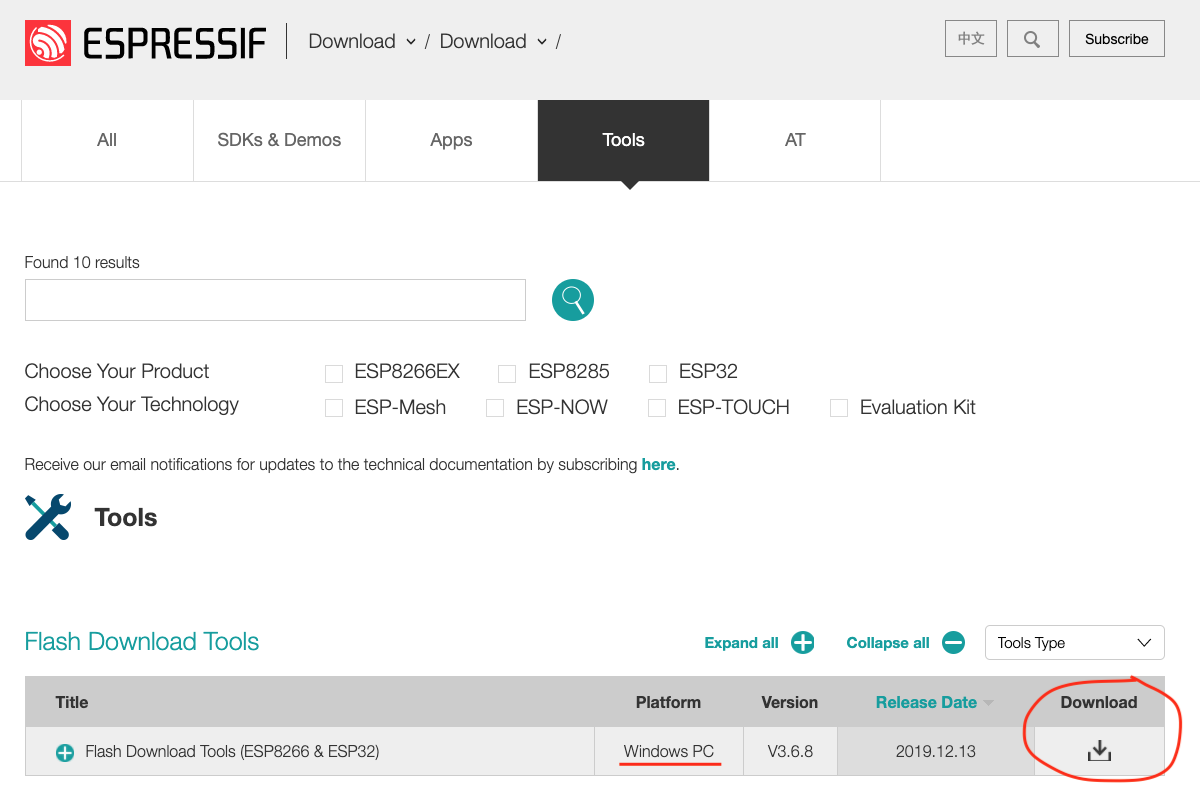 ESPRESSIF Download / Download / 中文 Subscribe
All SDKs & Demos Apps Tools AT
Found 10 results
Choose Your Product ESP8266EX ESP8285 ESP32
Choose Your Technology ESP-Mesh ESP-NOW ESP-TOUCH Evaluation Kit
Receive our email notifications for updates to the technical documentation by subscribing here.
Tools
Flash Download Tools Expand all Collapse all Tools Type
Title Platform Version Release Date Download
Flash Download Tools (ESP8266 & ESP32) Windows PC V3.6.8 2019.12.13